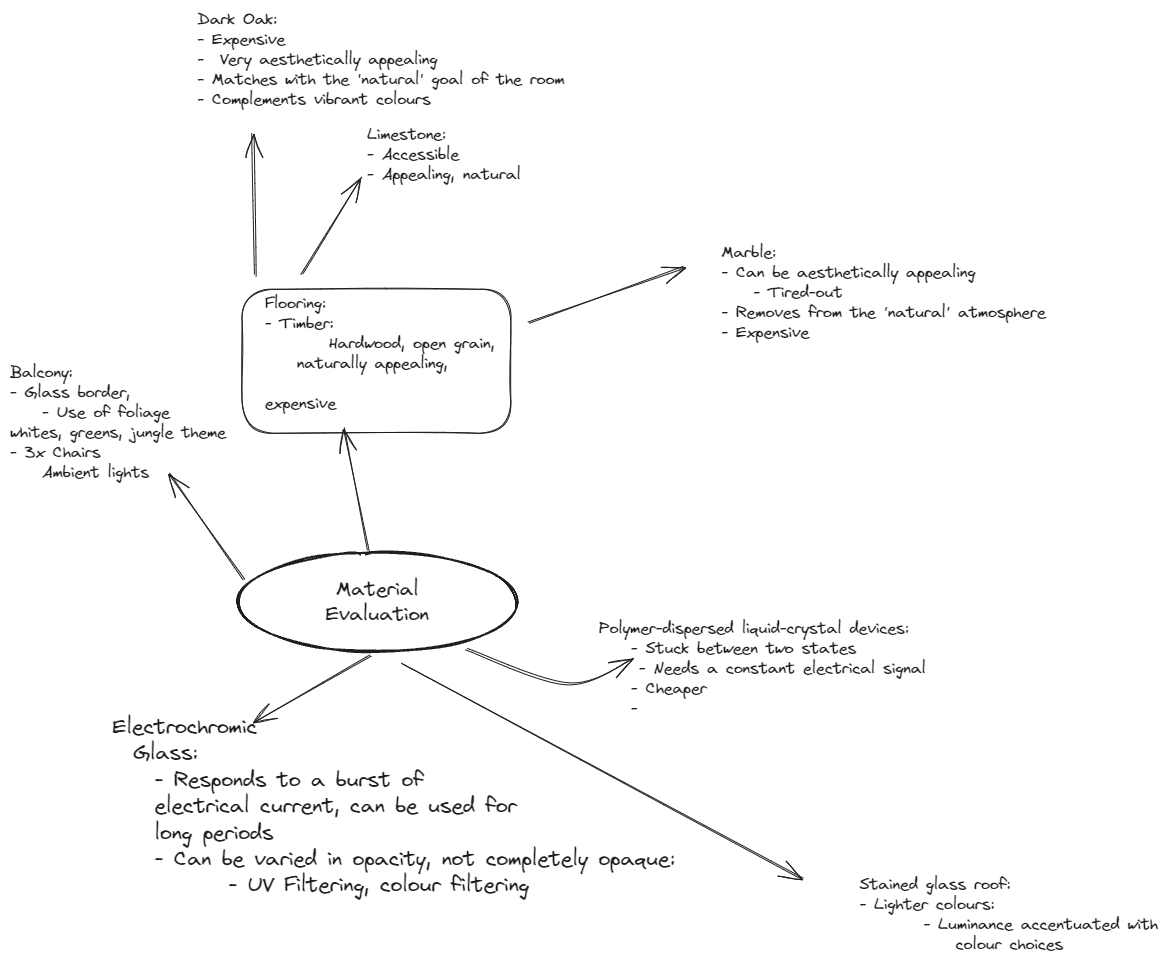 Dark Oak:
- Expensive
- Very aesthetically appealing
- Matches with the 'natural' goal of the room
- Complements vibrant colours
Limestone:
- Accessible
- Appealing, natural
Marble:
- Can be aesthetically appealing
- Tired-out
- Removes from the 'natural' atmosphere
- Expensive
Flooring:
- Timber:
Hardwood, open grain,
naturally appealing,
expensive
Balcony:
- Glass border,
- Use of foliage
whites, greens, jungle theme
- 3x Chairs
Ambient lights
Material
Evaluation
Polymer-dispersed liquid-crystal devices:
- Stuck between two states
- Needs a constant electrical signal
- Cheaper
-
Electrochromic
Glass:
- Responds to a burst of
electrical current, can be used for
long periods
- Can be varied in opacity, not completely opaque:
- UV Filtering, colour filtering
Stained glass roof:
- Lighter colours:
- Luminance accentuated with
colour choices